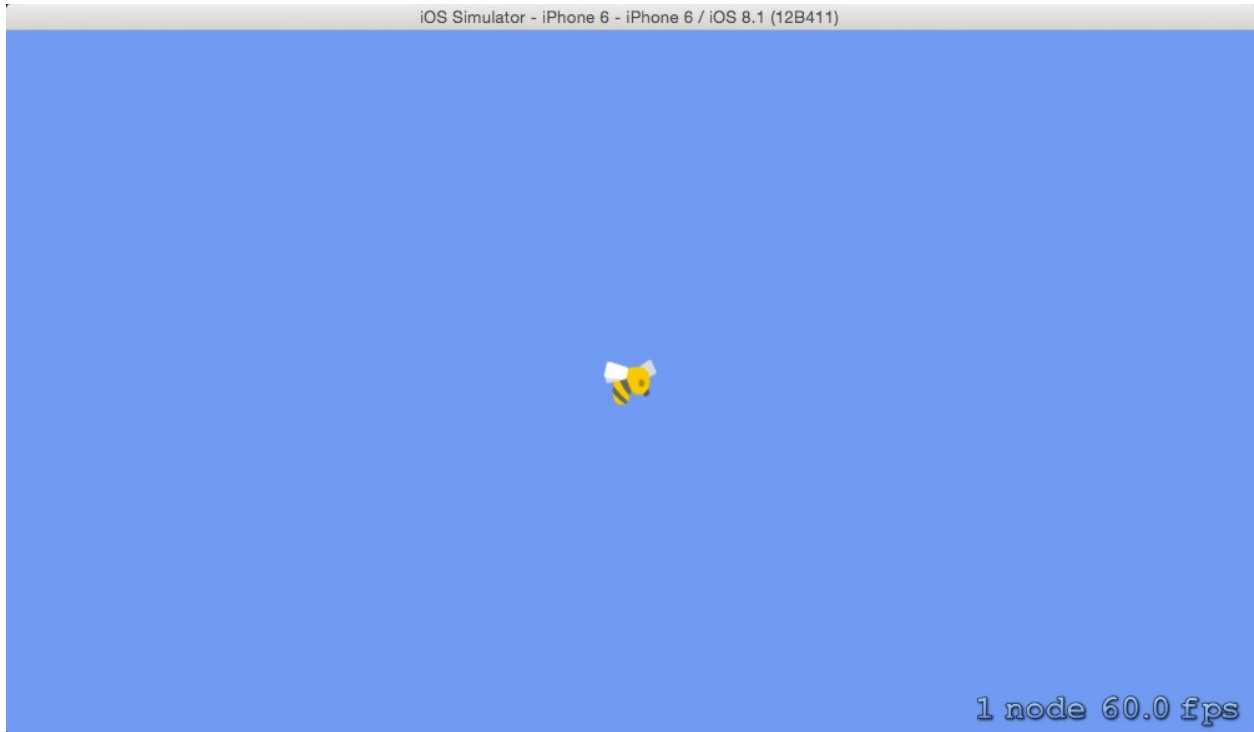 iOS Simulator - iPhone 6 - iPhone 6 / iOS 8.1 (12B411)
1 node 60.0 fps